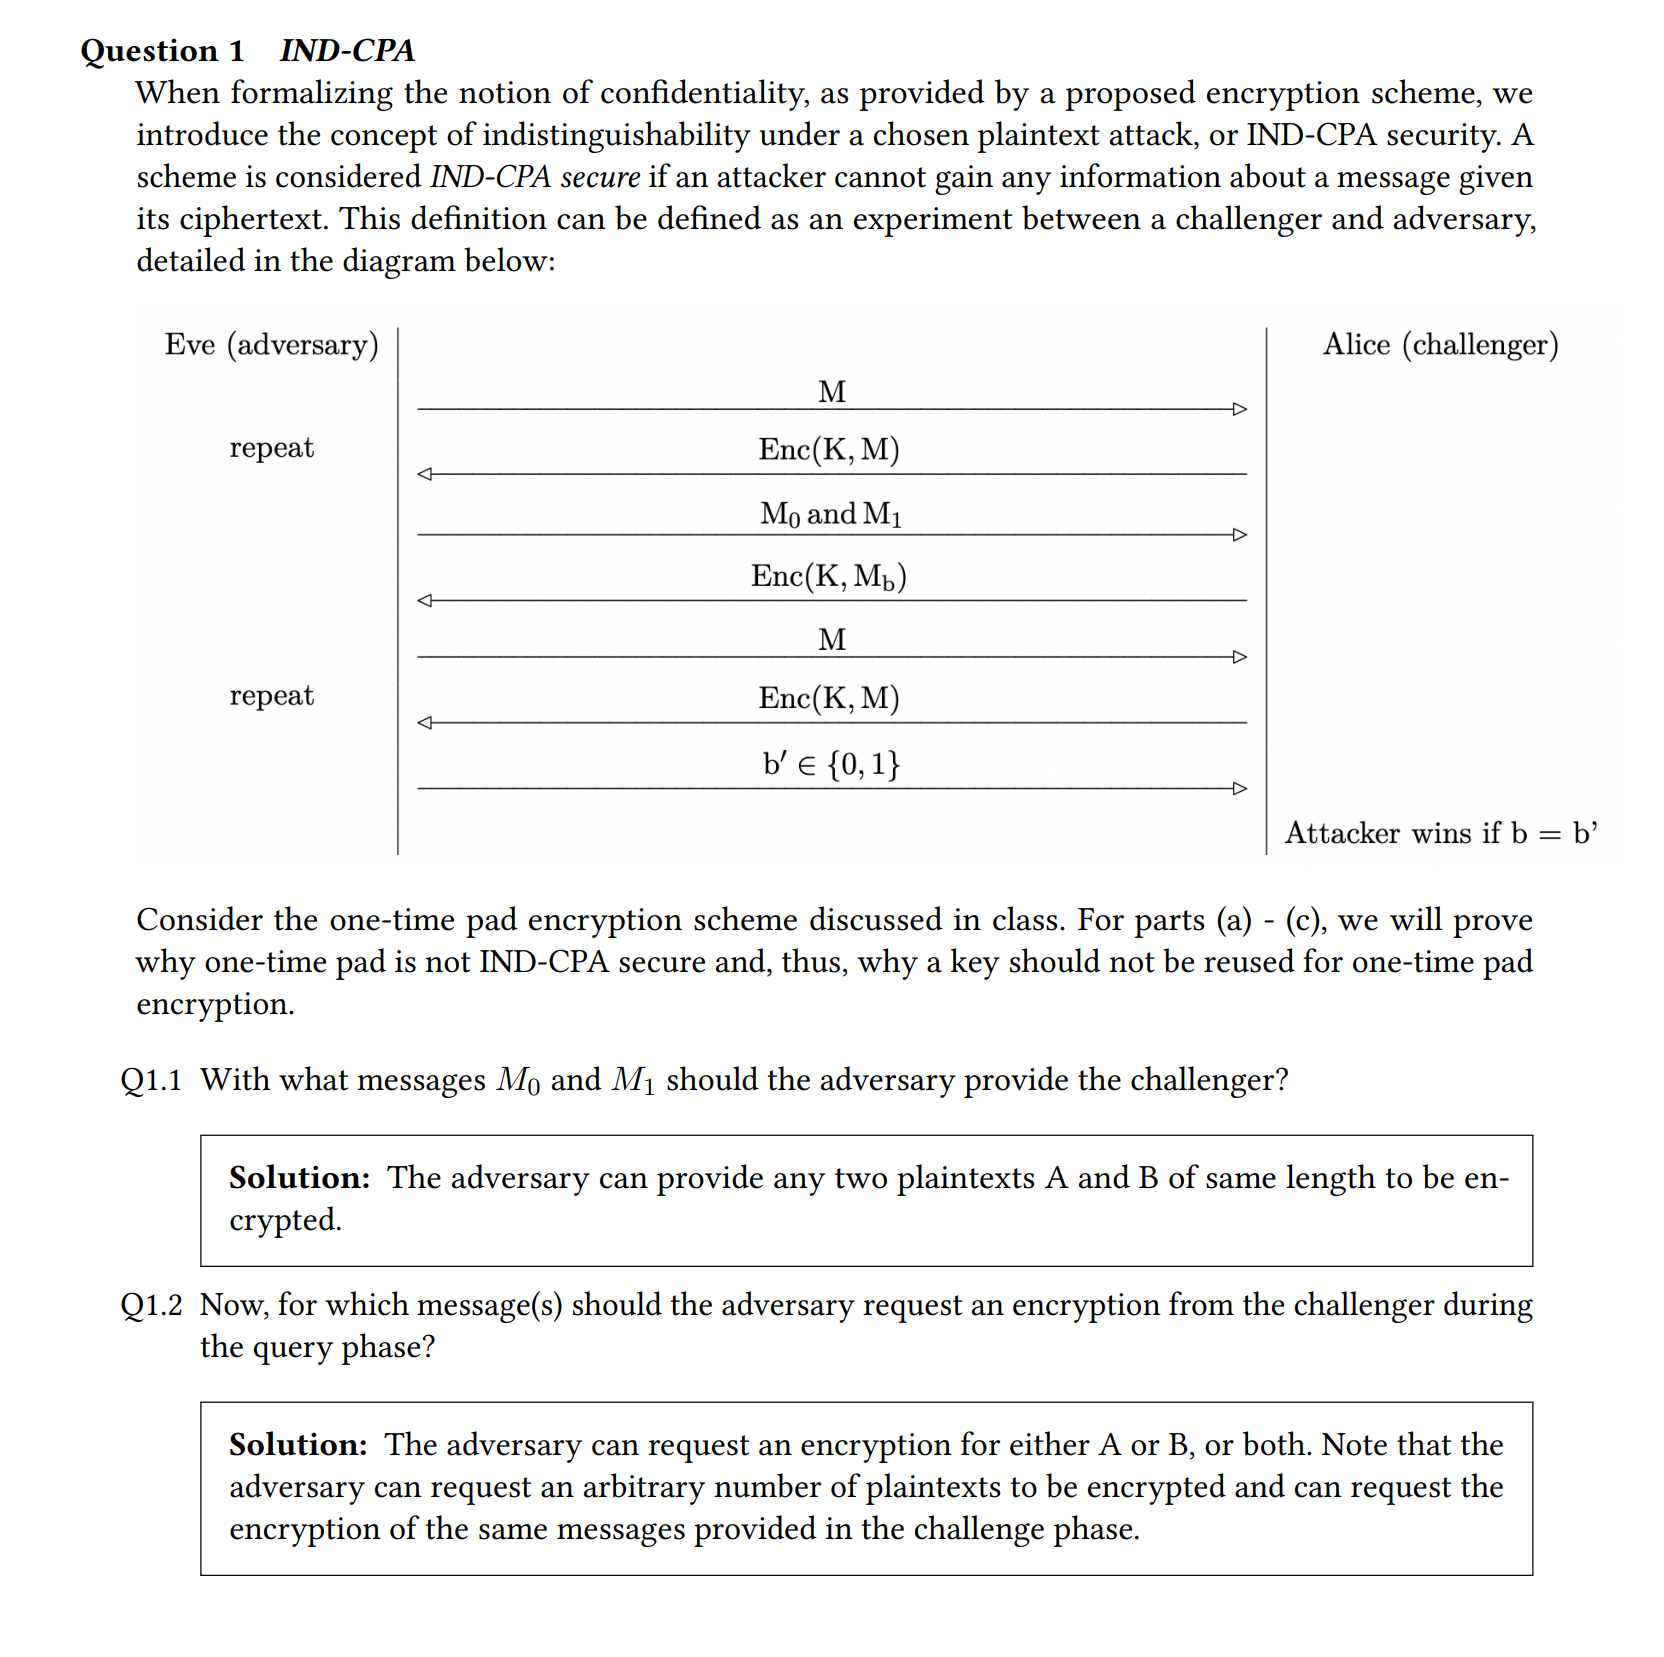 Question 1 IND-CPA
When formalizing the notion of confidentiality, as provided by a proposed encryption scheme, we
introduce the concept of indistinguishability under a chosen plaintext attack, or IND-CPA security. A
scheme is considered IND-CPA secure if an attacker cannot gain any information about a message given
its ciphertext. This definition can be defined as an experiment between a challenger and adversary,
detailed in the diagram below:
Eve (adversary)
Alice (challenger)
M
repeat
Enc(K, M)
M₀ and M₁
Enc(K, M_b)
M
repeat
Enc(K, M)
b′ ∈ {0, 1}
Attacker wins if b = b’
Consider the one-time pad encryption scheme discussed in class. For parts (a) - (c), we will prove
why one-time pad is not IND-CPA secure and, thus, why a key should not be reused for one-time pad
encryption.
Q1.1 With what messages M₀ and M₁ should the adversary provide the challenger?
Solution: The adversary can provide any two plaintexts A and B of same length to be en-
crypted.
Q1.2 Now, for which message(s) should the adversary request an encryption from the challenger during
the query phase?
Solution: The adversary can request an encryption for either A or B, or both. Note that the
adversary can request an arbitrary number of plaintexts to be encrypted and can request the
encryption of the same messages provided in the challenge phase.